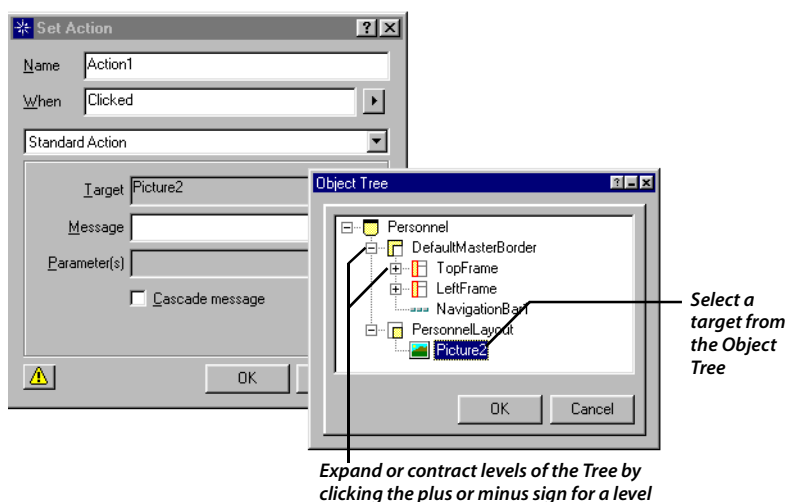 Set Action
Name Action1
When Clicked
Standard Action
Target Picture2
Message
Parameter(s)
Cascade message
OK
Object Tree
Personnel
DefaultMasterBorder
TopFrame
LeftFrame
NavigationBar1
PersonnelLayout
Picture2
OK Cancel
Select a
target from
the Object
Tree
Expand or contract levels of the Tree by
clicking the plus or minus sign for a level